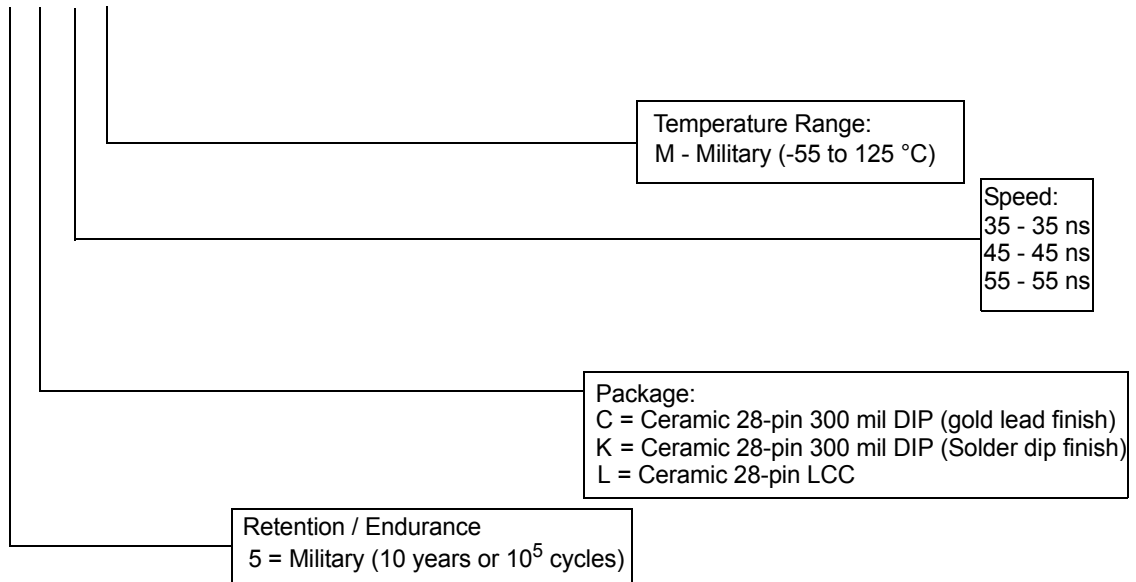 Temperature Range:
M - Military (-55 to 125 °C)
Speed:
35 - 35 ns
45 - 45 ns
55 - 55 ns
Package:
C = Ceramic 28-pin 300 mil DIP (gold lead finish)
K = Ceramic 28-pin 300 mil DIP (Solder dip finish)
L = Ceramic 28-pin LCC
Retention / Endurance
5 = Military (10 years or 10⁵ cycles)